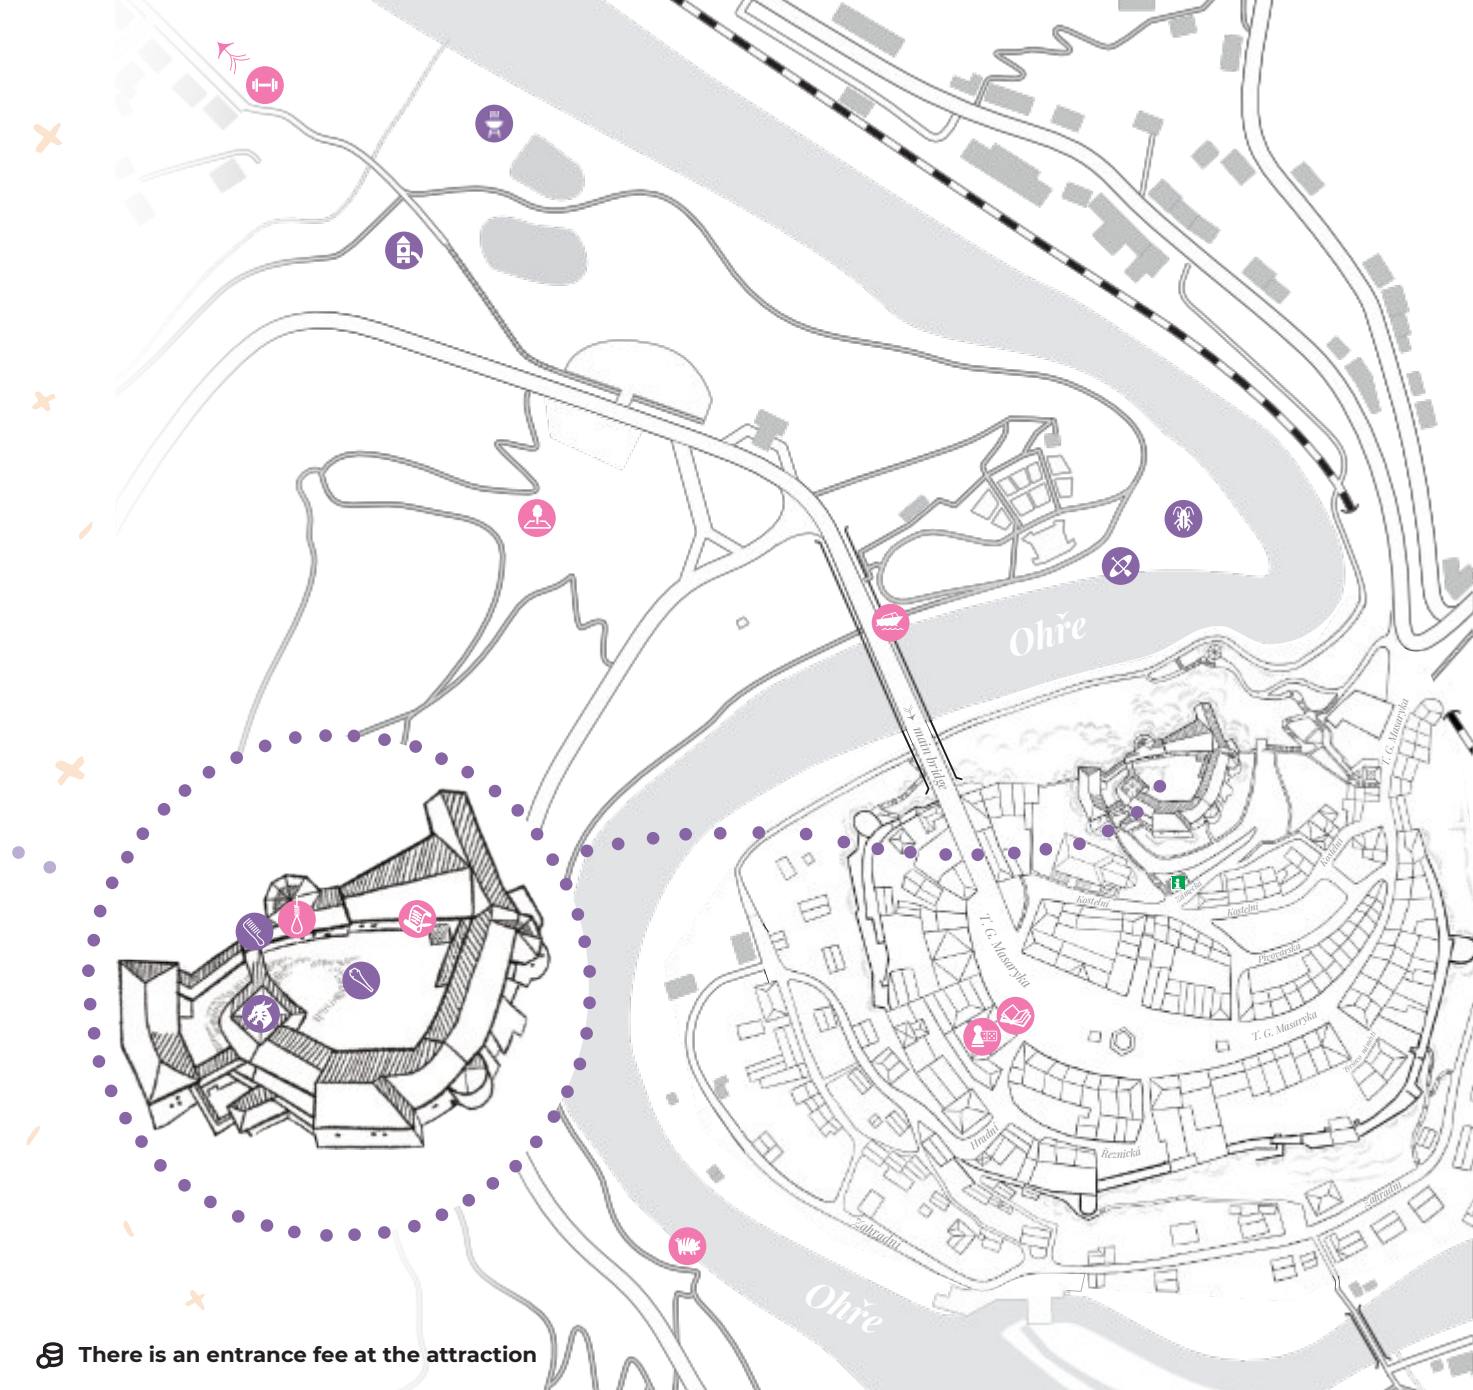 Ohře
main bridge
T. G. Masaryka
Kostelní
Kostelní
Kostelní
Pivovarská
T. G. Masaryka
T. G. Masaryka
Hradní
Řeznická
Zahradní
Zahradní
Ohře
There is an entrance fee at the attraction